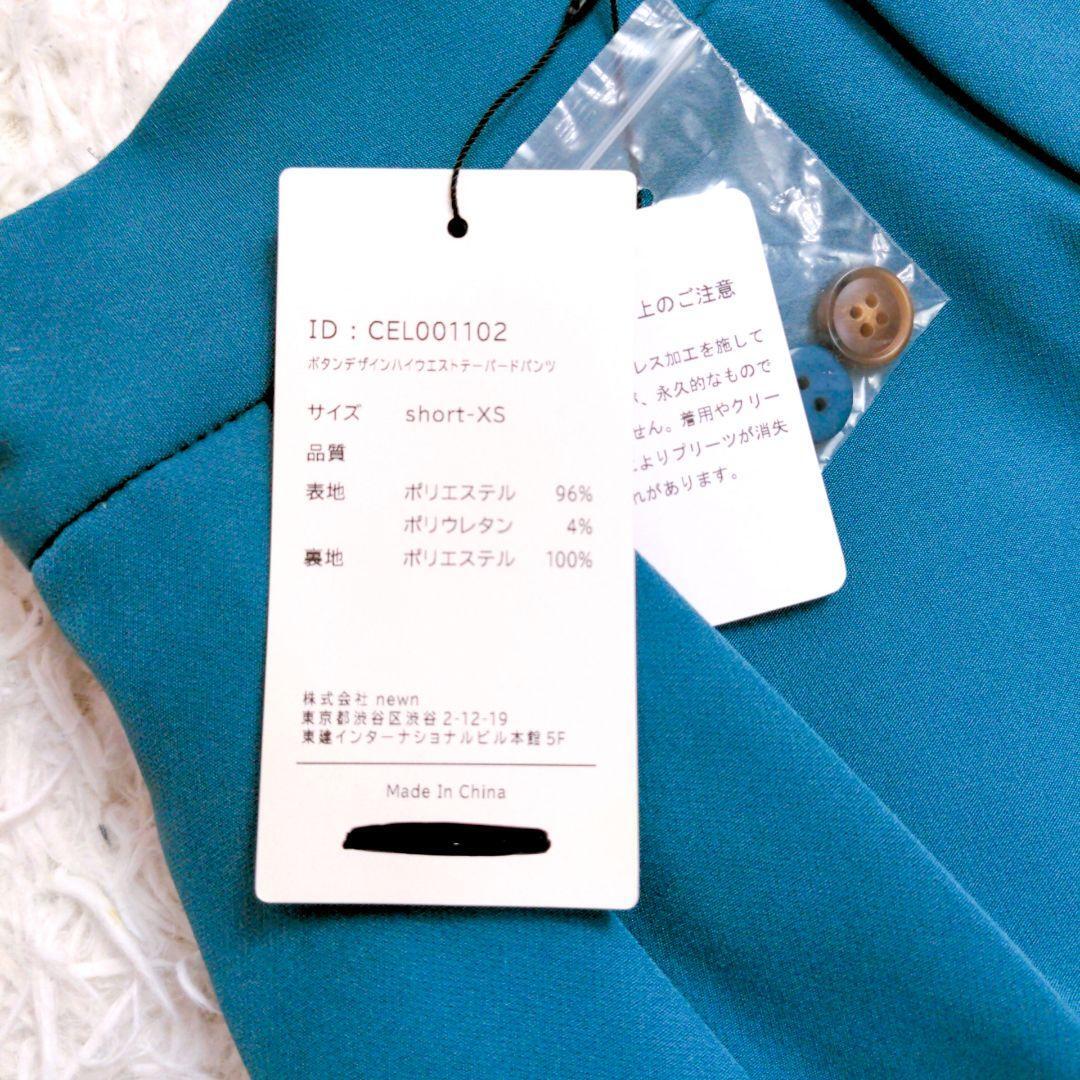 ID : CEL001102
ボタンデザインハイウエストテーパードパンツ
サイズ short-XS
品質
表地 ポリエステル 96%
ポリウレタン 4%
裏地 ポリエステル 100%
株式会社 newn
東京都渋谷区渋谷 2-12-19
東建インターナショナルビル本館 5F
Made In China
上のご注意
レス加工を施して
、永久的なもので
せん。着用やクリー
よりプリーツが消失
れがあります。